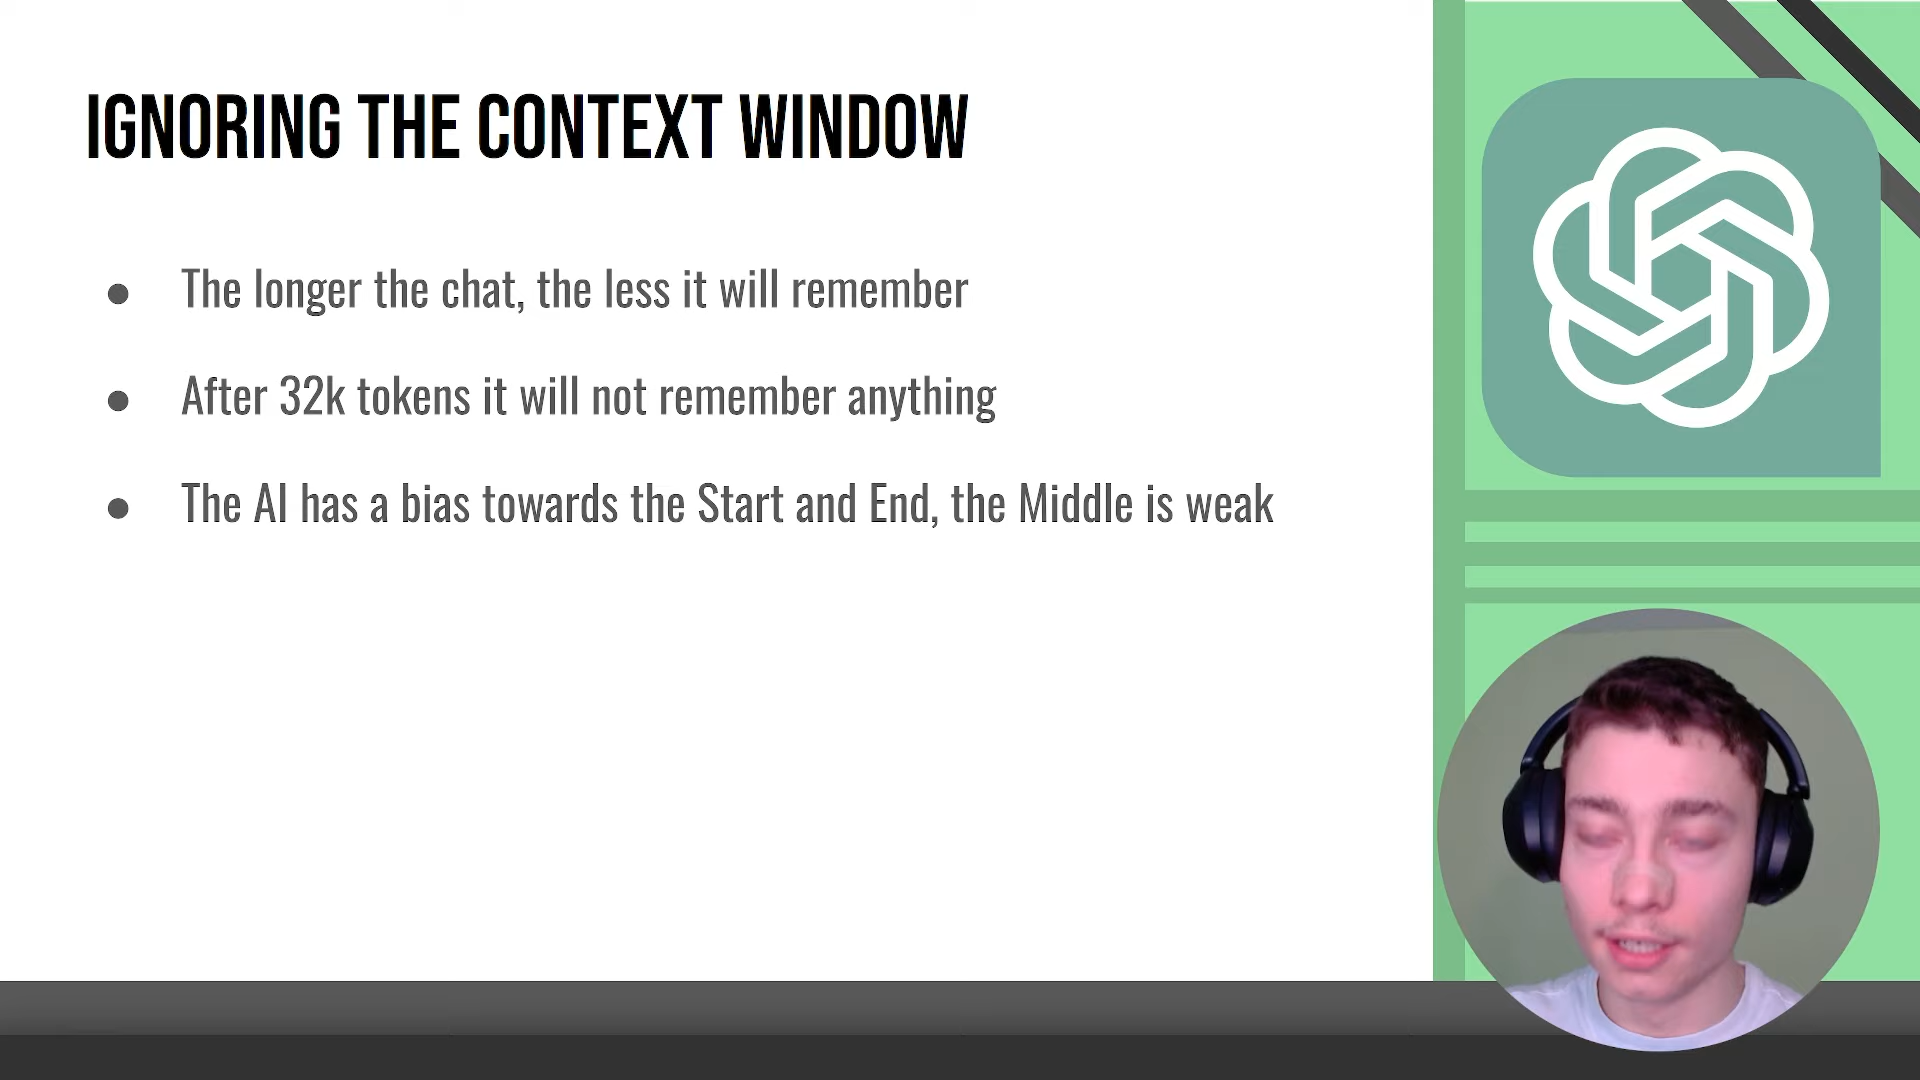 IGNORING THE CONTEXT WINDOW
The longer the chat, the less it will remember
After 32k tokens it will not remember anything
The AI has a bias towards the Start and End, the Middle is weak